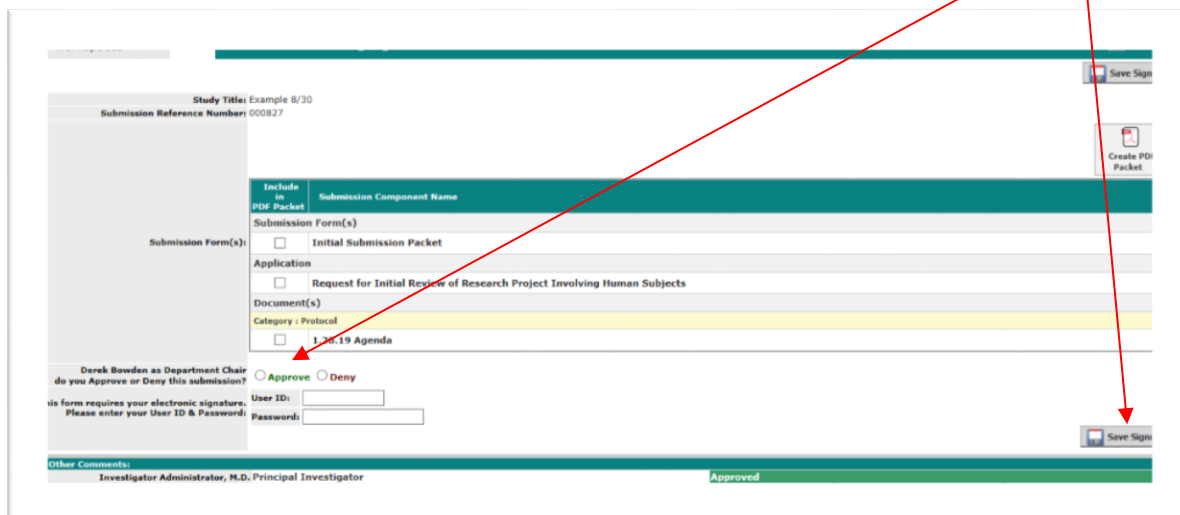 Save Sign
Study Title: Example 8/30
Submission Reference Number: 000827
Create PD
Packet
Include
in
PDF Packet
Submission Component Name
Submission Form(s)
Submission Form(s):
Initial Submission Packet
Application
Request for Initial Review of Research Project Involving Human Subjects
Document(s)
Category : Protocol
1.28.19 Agenda
Derek Bowden as Department Chair
do you Approve or Deny this submission?
Approve Deny
is form requires your electronic signature.
Please enter your User ID & Password:
User ID:
Password:
Save Sign
Other Comments:
Investigator Administrator, M.D. Principal Investigator Approved